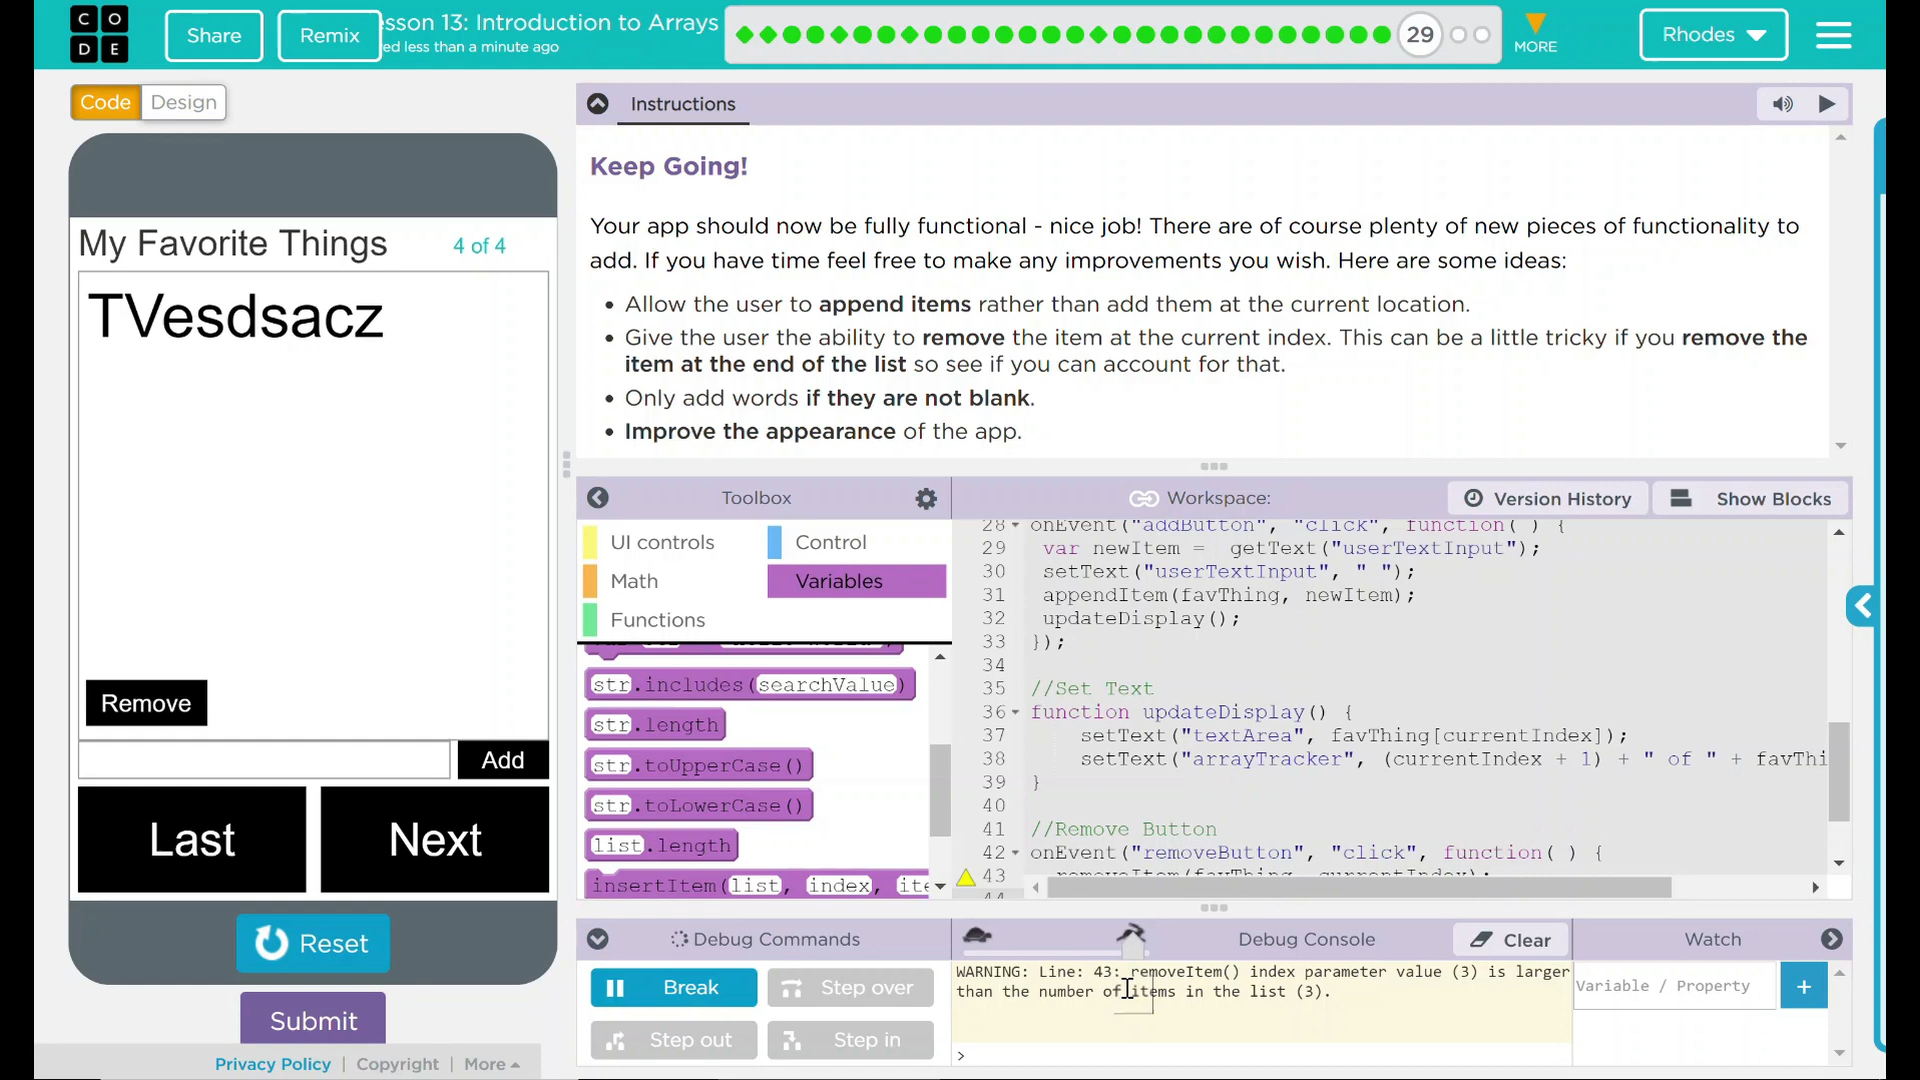 CODE
Share
Remix
esson 13: Introduction to Arrays
ed less than a minute ago
29
MORE
Rhodes
Code
Design
Instructions
Keep Going!
Your app should now be fully functional - nice job! There are of course plenty of new pieces of functionality to
add. If you have time feel free to make any improvements you wish. Here are some ideas:
• Allow the user to append items rather than add them at the current location.
• Give the user the ability to remove the item at the current index. This can be a little tricky if you remove the
item at the end of the list so see if you can account for that.
• Only add words if they are not blank.
• Improve the appearance of the app.
My Favorite Things
4 of 4
TVesdsacz
Remove
Add
Last
Next
Reset
Submit
Privacy Policy | Copyright | More
Toolbox
UI controls
Control
Math
Variables
Functions
str.includes(searchValue)
str.length
str.toUpperCase()
str.toLowerCase()
list.length
insertItem(list, index, ite
Workspace:
Version History
Show Blocks
28 onEvent("addButton", "click", function( ) {
29 var newItem = getText("userTextInput");
30 setText("userTextInput", " ");
31 appendItem(favThing, newItem);
32 updateDisplay();
33 });
34
35 //Set Text
36 function updateDisplay() {
37 setText("textArea", favThing[currentIndex]);
38 setText("arrayTracker", (currentIndex + 1) + " of " + favThi
39 }
40
41 //Remove Button
42 onEvent("removeButton", "click", function( ) {
43 removeItem(favThing, currentIndex);
Debug Commands
Break
Step over
Step out
Step in
Debug Console
Clear
WARNING: Line: 43: removeItem() index parameter value (3) is larger
than the number of items in the list (3).
>
Watch
Variable / Property
+